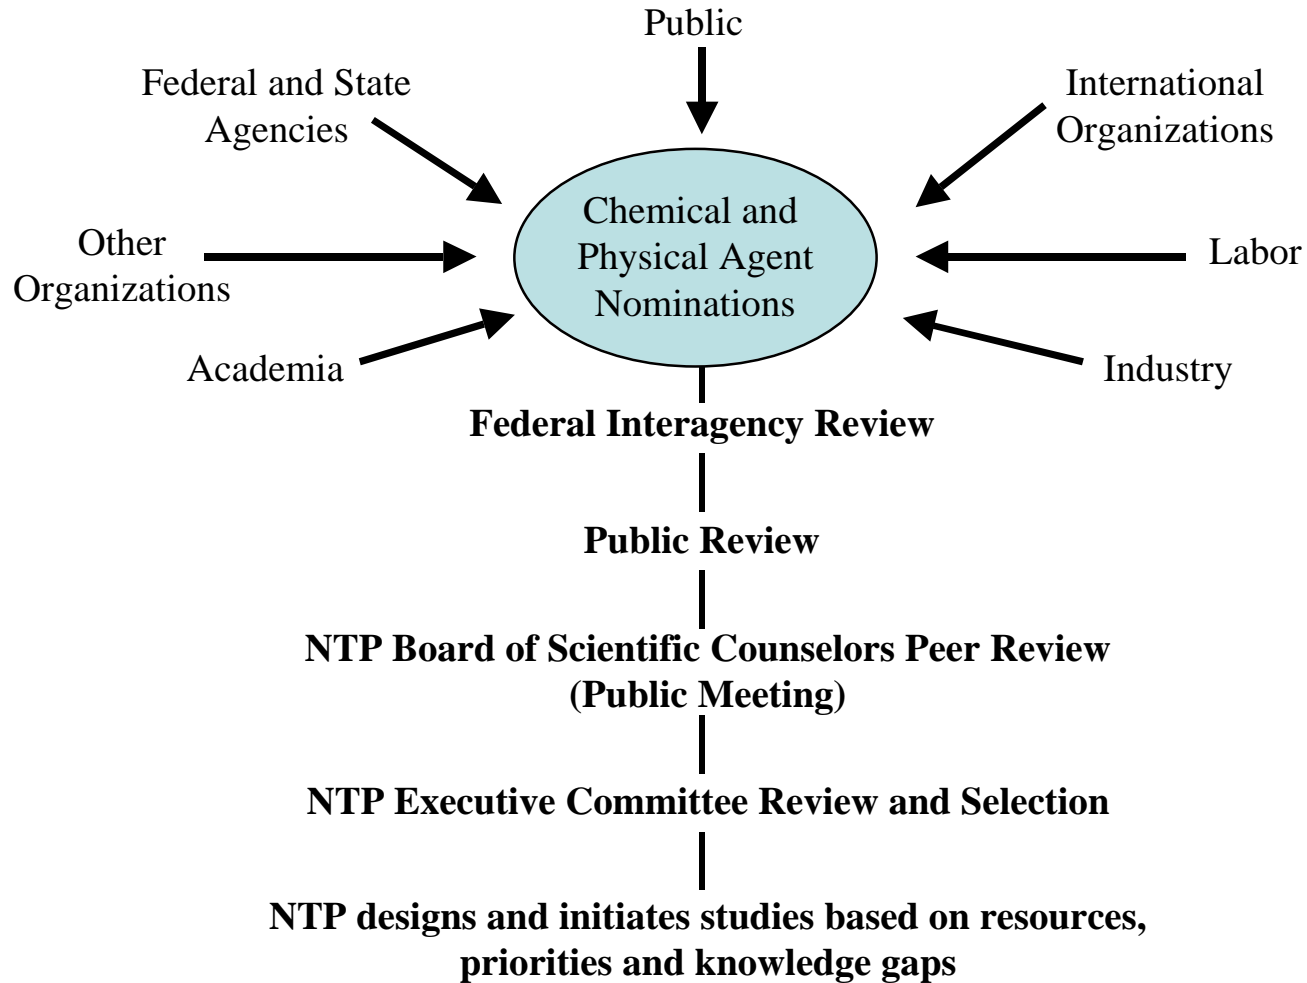 Public
Federal and State
Agencies
International
Organizations
Other
Organizations
Chemical and
Physical Agent
Nominations
Labor
Academia
Industry
Federal Interagency Review
Public Review
NTP Board of Scientific Counselors Peer Review
(Public Meeting)
NTP Executive Committee Review and Selection
NTP designs and initiates studies based on resources,
priorities and knowledge gaps